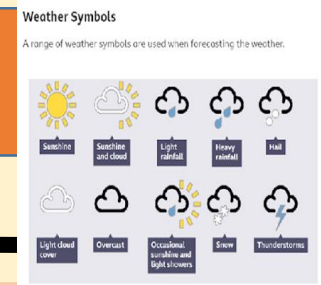 Weather Symbols
A range of weather symbols are used when forecasting the weather.
Sunshine
Sunshine
and cloud
Light
rainfall
Heavy
rainfall
Hail
Light cloud
cover
Overcast
Occasional
sunshine and
light showers
Snow
Thunderstorms